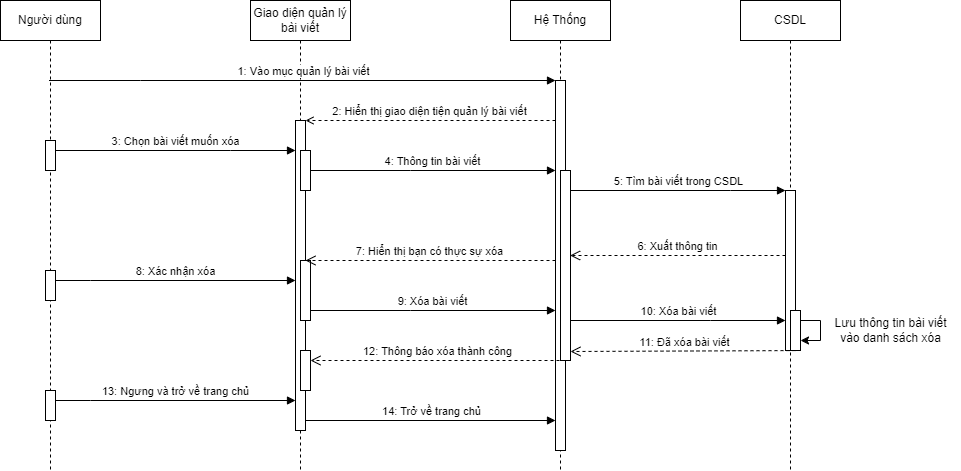 Người dùng
Giao diện quản lý
bài viết
Hệ Thống
CSDL
1: Vào mục quản lý bài viết
2: Hiển thị giao diện tiện quản lý bài viết
3: Chọn bài viết muốn xóa
4: Thông tin bài viết
5: Tìm bài viết trong CSDL
6: Xuất thông tin
7: Hiển thị bạn có thực sự xóa
8: Xác nhận xóa
9: Xóa bài viết
10: Xóa bài viết
Lưu thông tin bài viết
vào danh sách xóa
11: Đã xóa bài viết
12: Thông báo xóa thành công
13: Ngưng và trở về trang chủ
14: Trở về trang chủ